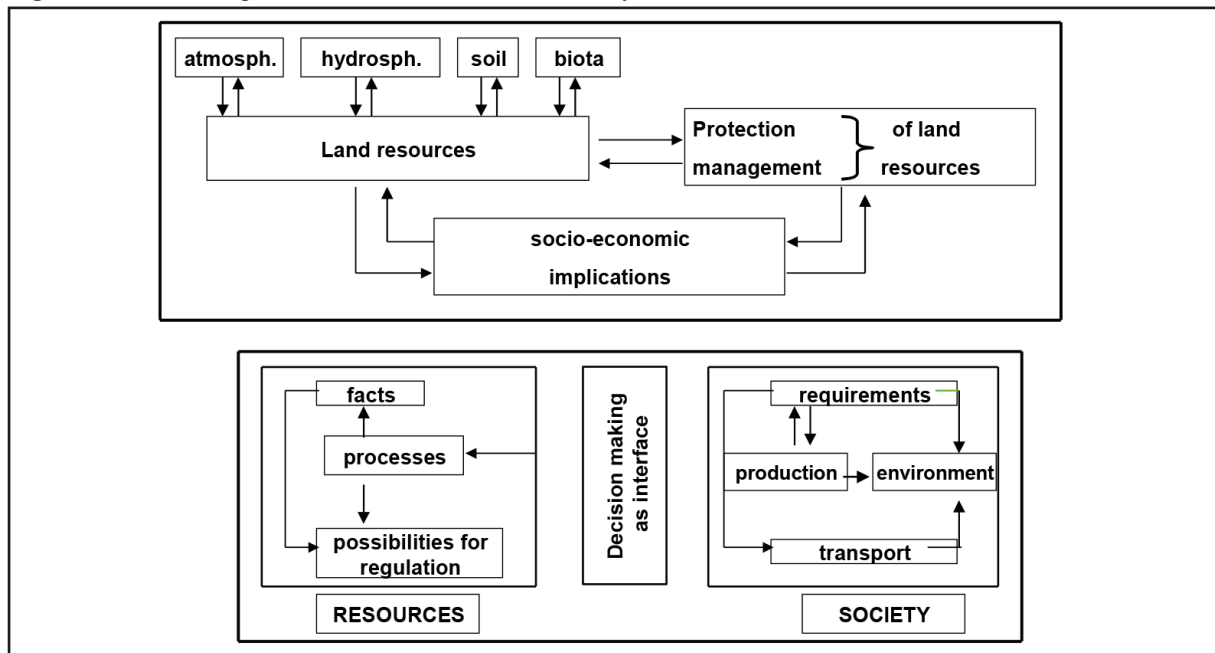 atmosph.
hydrosph.
soil
biota
Land resources
Protection
management
of land
resources
socio-economic
implications
facts
processes
possibilities for
regulation
RESOURCES
Decision making
as interface
requirements
production
environment
transport
SOCIETY